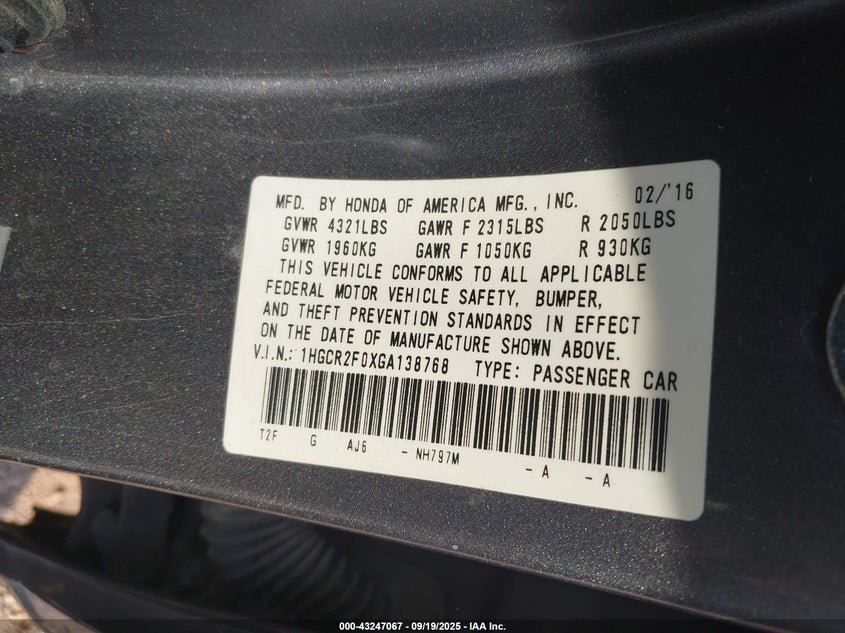 MFD. BY HONDA OF AMERICA MFG., INC. 02/'16
GVWR 4321LBS GAWR F 2315LBS R 2050LBS
GVWR 1960KG GAWR F 1050KG R 930KG
THIS VEHICLE CONFORMS TO ALL APPLICABLE
FEDERAL MOTOR VEHICLE SAFETY, BUMPER,
AND THEFT PREVENTION STANDARDS IN EFFECT
ON THE DATE OF MANUFACTURE SHOWN ABOVE.
V.I.N.: 1HGCR2F0XGA138768 TYPE: PASSENGER CAR
T2F G AJ6 - NH797M - A - A
000-43247067 - 09/19/2025 - IAA Inc.